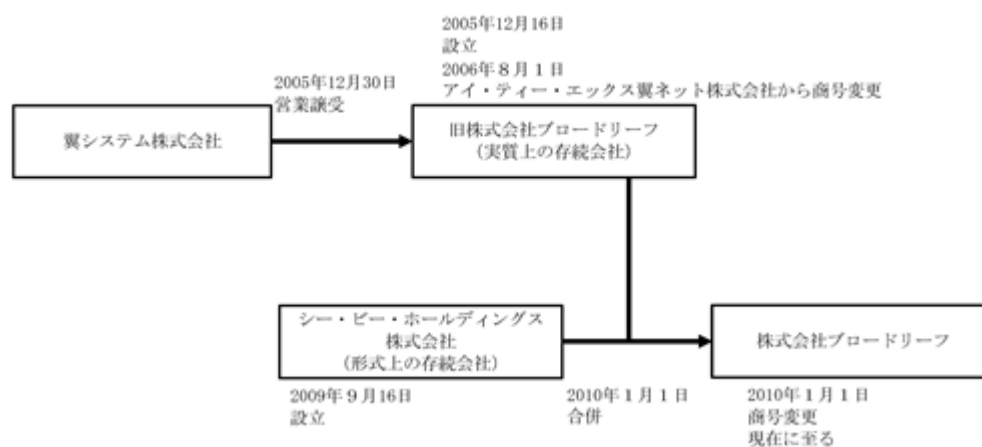 2005年12月16日
設立
2006年８月１日
アイ・ティー・エックス翼ネット株式会社から商号変更
2005年12月30日
営業譲受
翼システム株式会社
旧株式会社ブロードリーフ
（実質上の存続会社）
シー・ビー・ホールディングス
株式会社
（形式上の存続会社）
株式会社ブロードリーフ
2009年９月16日
設立
2010年１月１日
合併
2010年１月１日
商号変更
現在に至る